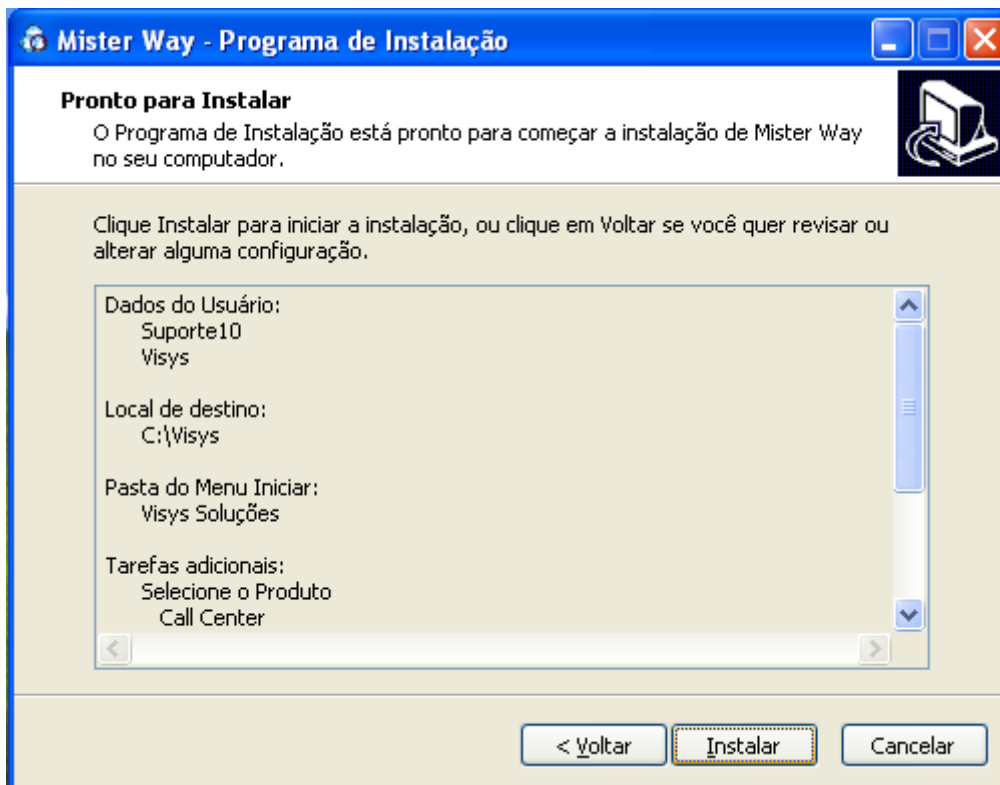 Mister Way - Programa de Instalação
Pronto para Instalar
O Programa de Instalação está pronto para começar a instalação de Mister Way
no seu computador.
Clique Instalar para iniciar a instalação, ou clique em Voltar se você quer revisar ou
alterar alguma configuração.
Dados do Usuário:
Suporte10
Visys
Local de destino:
C:\Visys
Pasta do Menu Iniciar:
Visys Soluções
Tarefas adicionais:
Selecione o Produto
Call Center
< Voltar
Instalar
Cancelar